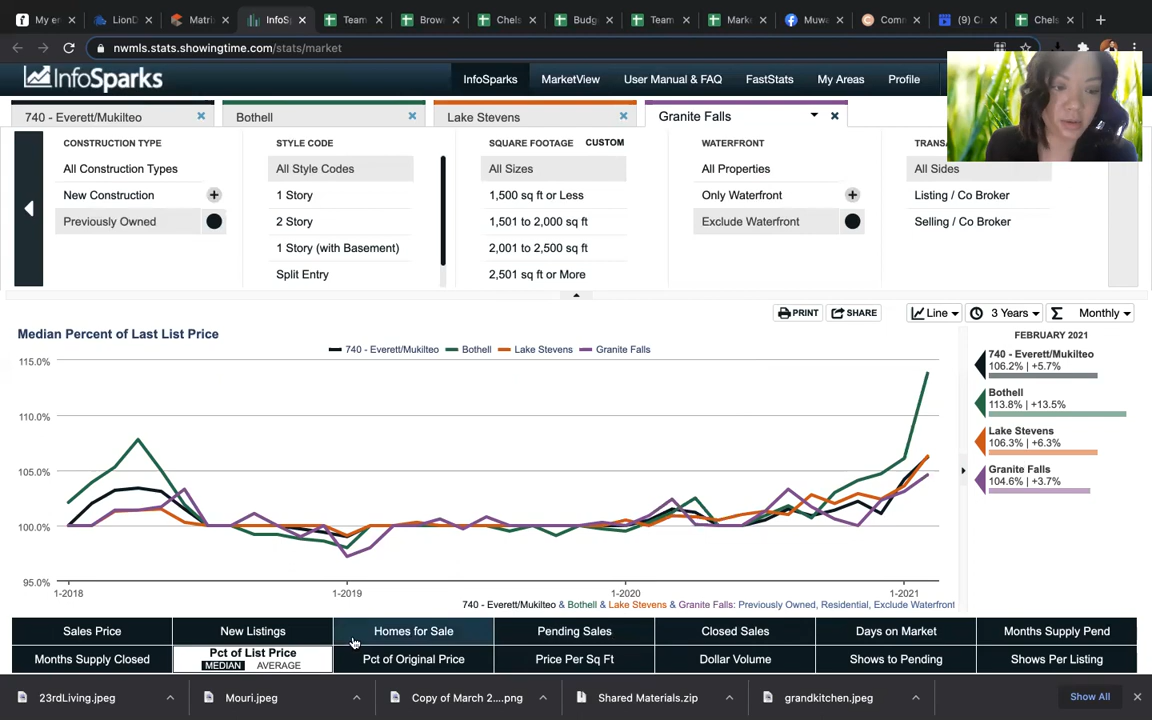 My er
LionD
Matri
InfoS
Team
Brow
Chels
Budg
Team
Mark
Muwa
Comm
(9) C
Chels
nwmls.stats.showingtime.com/stats/market
InfoSparks
InfoSparks MarketView User Manual & FAQ FastStats My Areas Profile
740 - Everett/Mukilteo Bothell Lake Stevens Granite Falls
CONSTRUCTION TYPE
All Construction Types
New Construction
Previously Owned
STYLE CODE
All Style Codes
1 Story
2 Story
1 Story (with Basement)
Split Entry
SQUARE FOOTAGE CUSTOM
All Sizes
1,500 sq ft or Less
1,501 to 2,000 sq ft
2,001 to 2,500 sq ft
2,501 sq ft or More
WATERFRONT
All Properties
Only Waterfront
Exclude Waterfront
TRANSA
All Sides
Listing / Co Broker
Selling / Co Broker
PRINT SHARE Line 3 Years Monthly
Median Percent of Last List Price
740 - Everett/Mukilteo Bothell Lake Stevens Granite Falls
115.0%
110.0%
105.0%
100.0%
95.0%
1-2018 1-2019 1-2020 1-2021
740 - Everett/Mukilteo & Bothell & Lake Stevens & Granite Falls: Previously Owned, Residential, Exclude Waterfront
FEBRUARY 2021
740 - Everett/Mukilteo
106.2% | +5.7%
Bothell
113.8% | +13.5%
Lake Stevens
106.3% | +6.3%
Granite Falls
104.6% | +3.7%
Sales Price New Listings Homes for Sale Pending Sales Closed Sales Days on Market Months Supply Pend
Months Supply Closed Pct of List Price Pct of Original Price Price Per Sq Ft Dollar Volume Shows to Pending Shows Per Listing
MEDIAN AVERAGE
23rdLiving.jpeg Mouri.jpeg Copy of March 2....png Shared Materials.zip grandkitchen.jpeg Show All